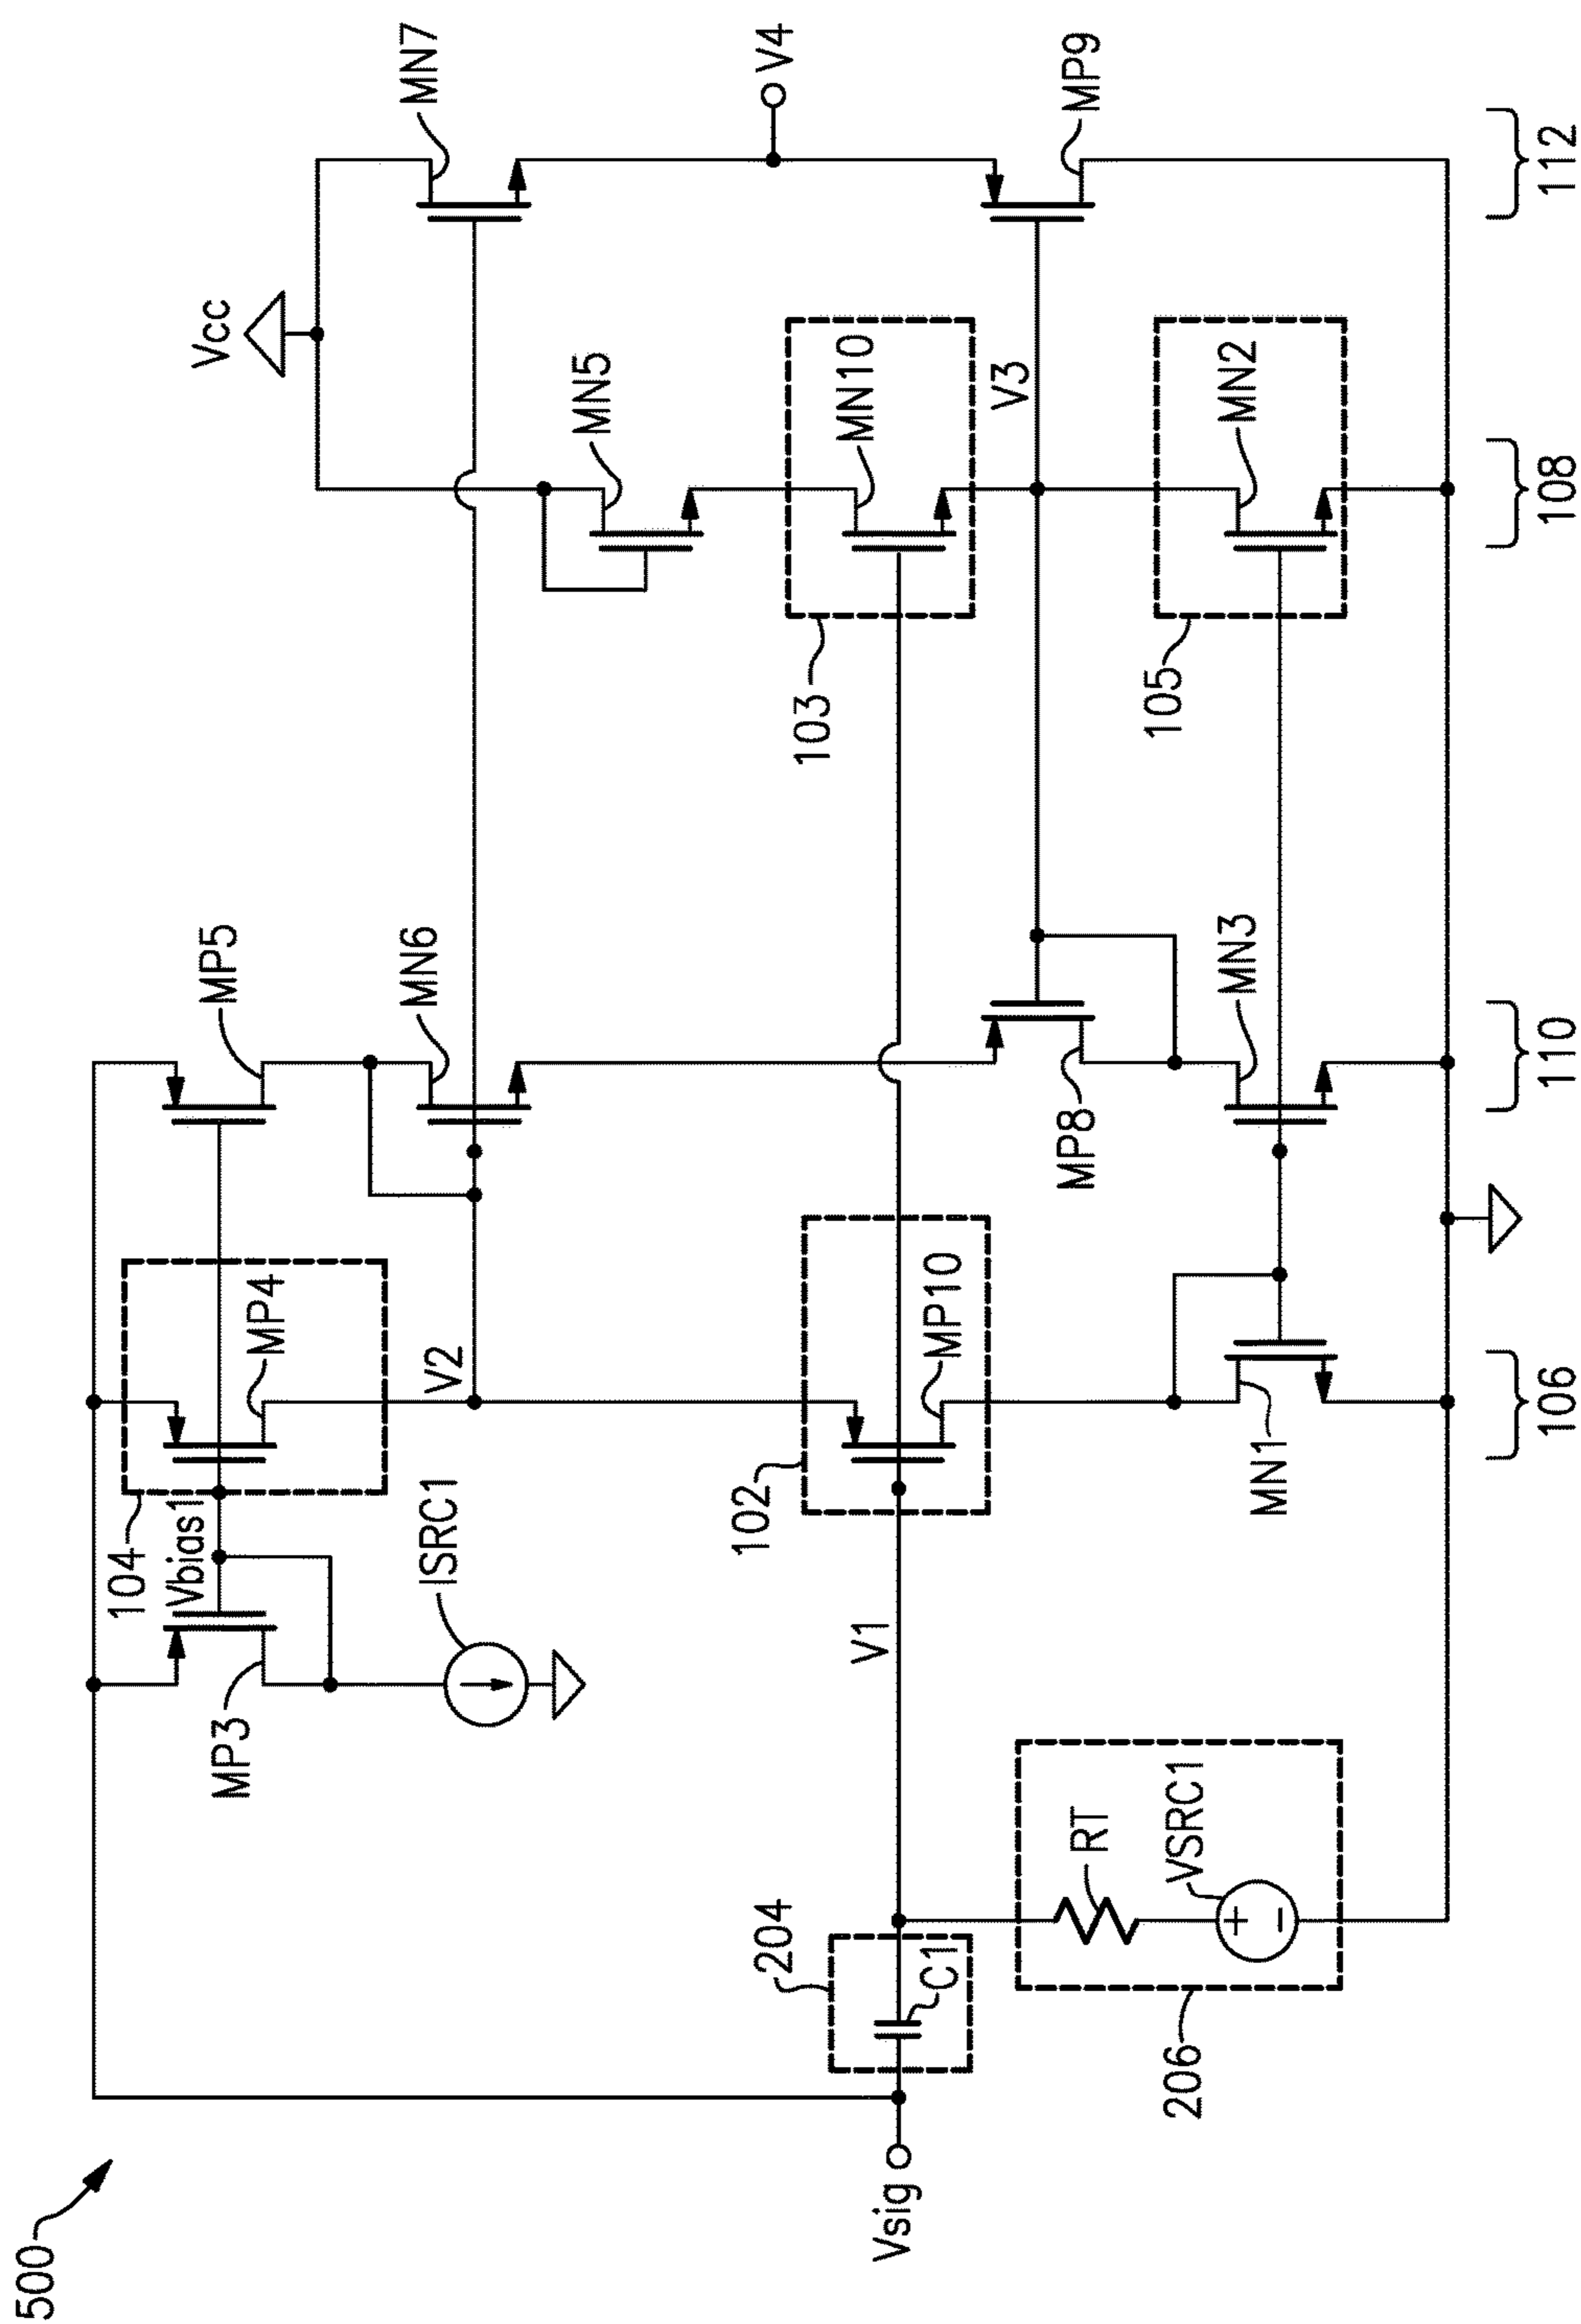 500
Vcc
MP5
MN7
104
Vbias1
MP4
MN6
MP3
MN5
V4
V2
ISRC1
103
MN10
Vsig
204
C1
V1
102
MP10
V3
MP9
RT
MP8
105
MN2
206
VSRC1
MN1
MN3
106
110
108
112